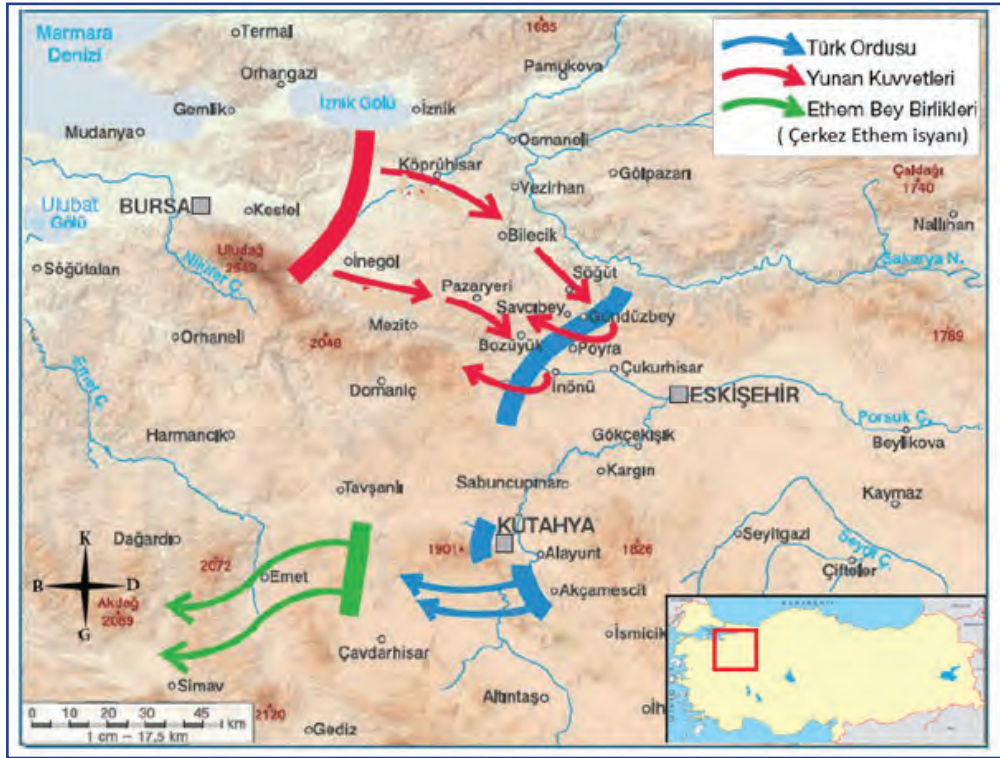 Marmara
Denizi
Termal
1685
Orhangazi
Pamukova
Gemlik
İznik Gölü
İznik
Mudanya
Osmaneli
Köprühisar
Vezirhan
Gölpazarı
Çaldağı
1740
Ulubat
Gölü
BURSA
Kestel
Nallıhan
Bilecik
Uludağ
2543
Söğütalan
Nilüfer Ç.
İnegöl
Söğüt
Sakarya N.
Pazaryeri
Savcıbey
Gündüzbey
Mezit
Orhaneli
2046
Bozüyük
Poyra
1789
Emet Ç.
Domaniç
İnönü
Çukurhisar
ESKİŞEHİR
Porsuk Ç.
Beylikova
Harmancık
Gökçekışık
Kargın
Tavşanlı
Sabuncupınar
Kaymaz
KÜTAHYA
Seyitgazi
Seydi Ç.
Dağardı
1901
Alayunt
1826
Çifteler
2072
Emet
Akçamescit
Akdağ
2089
İsmicik
Çavdarhisar
Simav
Altıntaş
İh
2120
Gediz
Türk Ordusu
Yunan Kuvvetleri
Ethem Bey Birlikleri
( Çerkez Ethem isyanı)
K
B
D
G
0 10 20 30 45 km
1 cm – 17.5 km